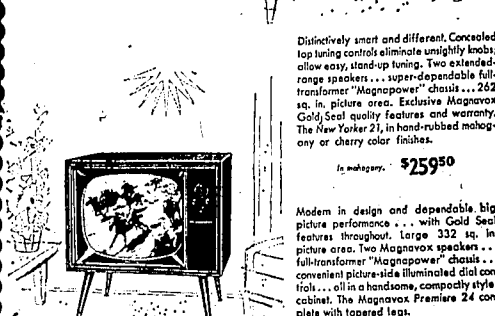 Distinctively smart and different. Concealed
top tuning controls eliminate unsightly knobs;
allow easy, stand-up tuning. Two extended-
range speakers ... super-dependable full-
transformer "Magnapower" chassis ... 262
sq. in. picture area. Exclusive Magnavox
Gold Seal quality features and warranty.
The New Yorker 21, in hand-rubbed mahog-
any or cherry color finishes.
In mahogany. $259⁵⁰
Modern in design and dependable big
picture performance ... with Gold Seal
features throughout. Large 332 sq. in.
picture area. Two Magnavox speakers ..
full-transformer "Magnapower" chassis ..
convenient picture-side illuminated dial con
trols ... all in a handsome, compactly style
cabinet. The Magnavox Premiere 24 com
plete with tapered legs.